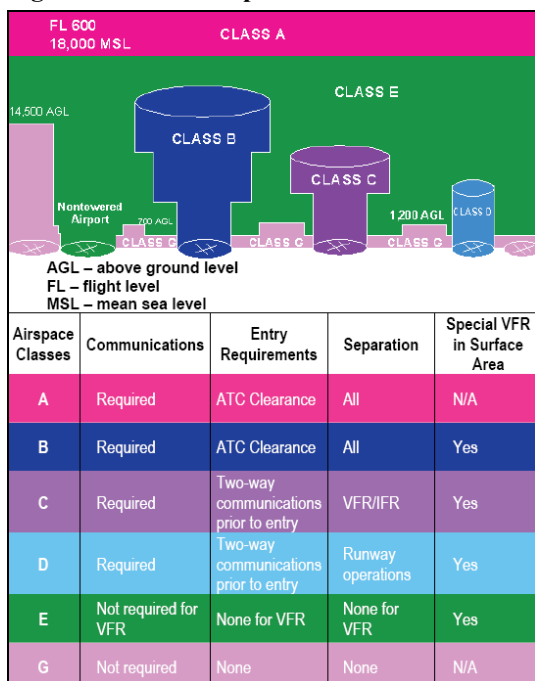 FL 600
18,000 MSL
CLASS A
CLASS E
14,500 AGL
CLASS B
CLASS C
Nontowered
Airport
700 AGL
1,200 AGL
CLASS D
CLASS G
CLASS G
CLASS G
AGL – above ground level
FL – flight level
MSL – mean sea level
Airspace Classes | Communications | Entry Requirements | Separation | Special VFR in Surface Area
A | Required | ATC Clearance | All | N/A
B | Required | ATC Clearance | All | Yes
C | Required | Two-way communications prior to entry | VFR/IFR | Yes
D | Required | Two-way communications prior to entry | Runway operations | Yes
E | Not required for VFR | None for VFR | None for VFR | Yes
G | Not required | None | None | N/A